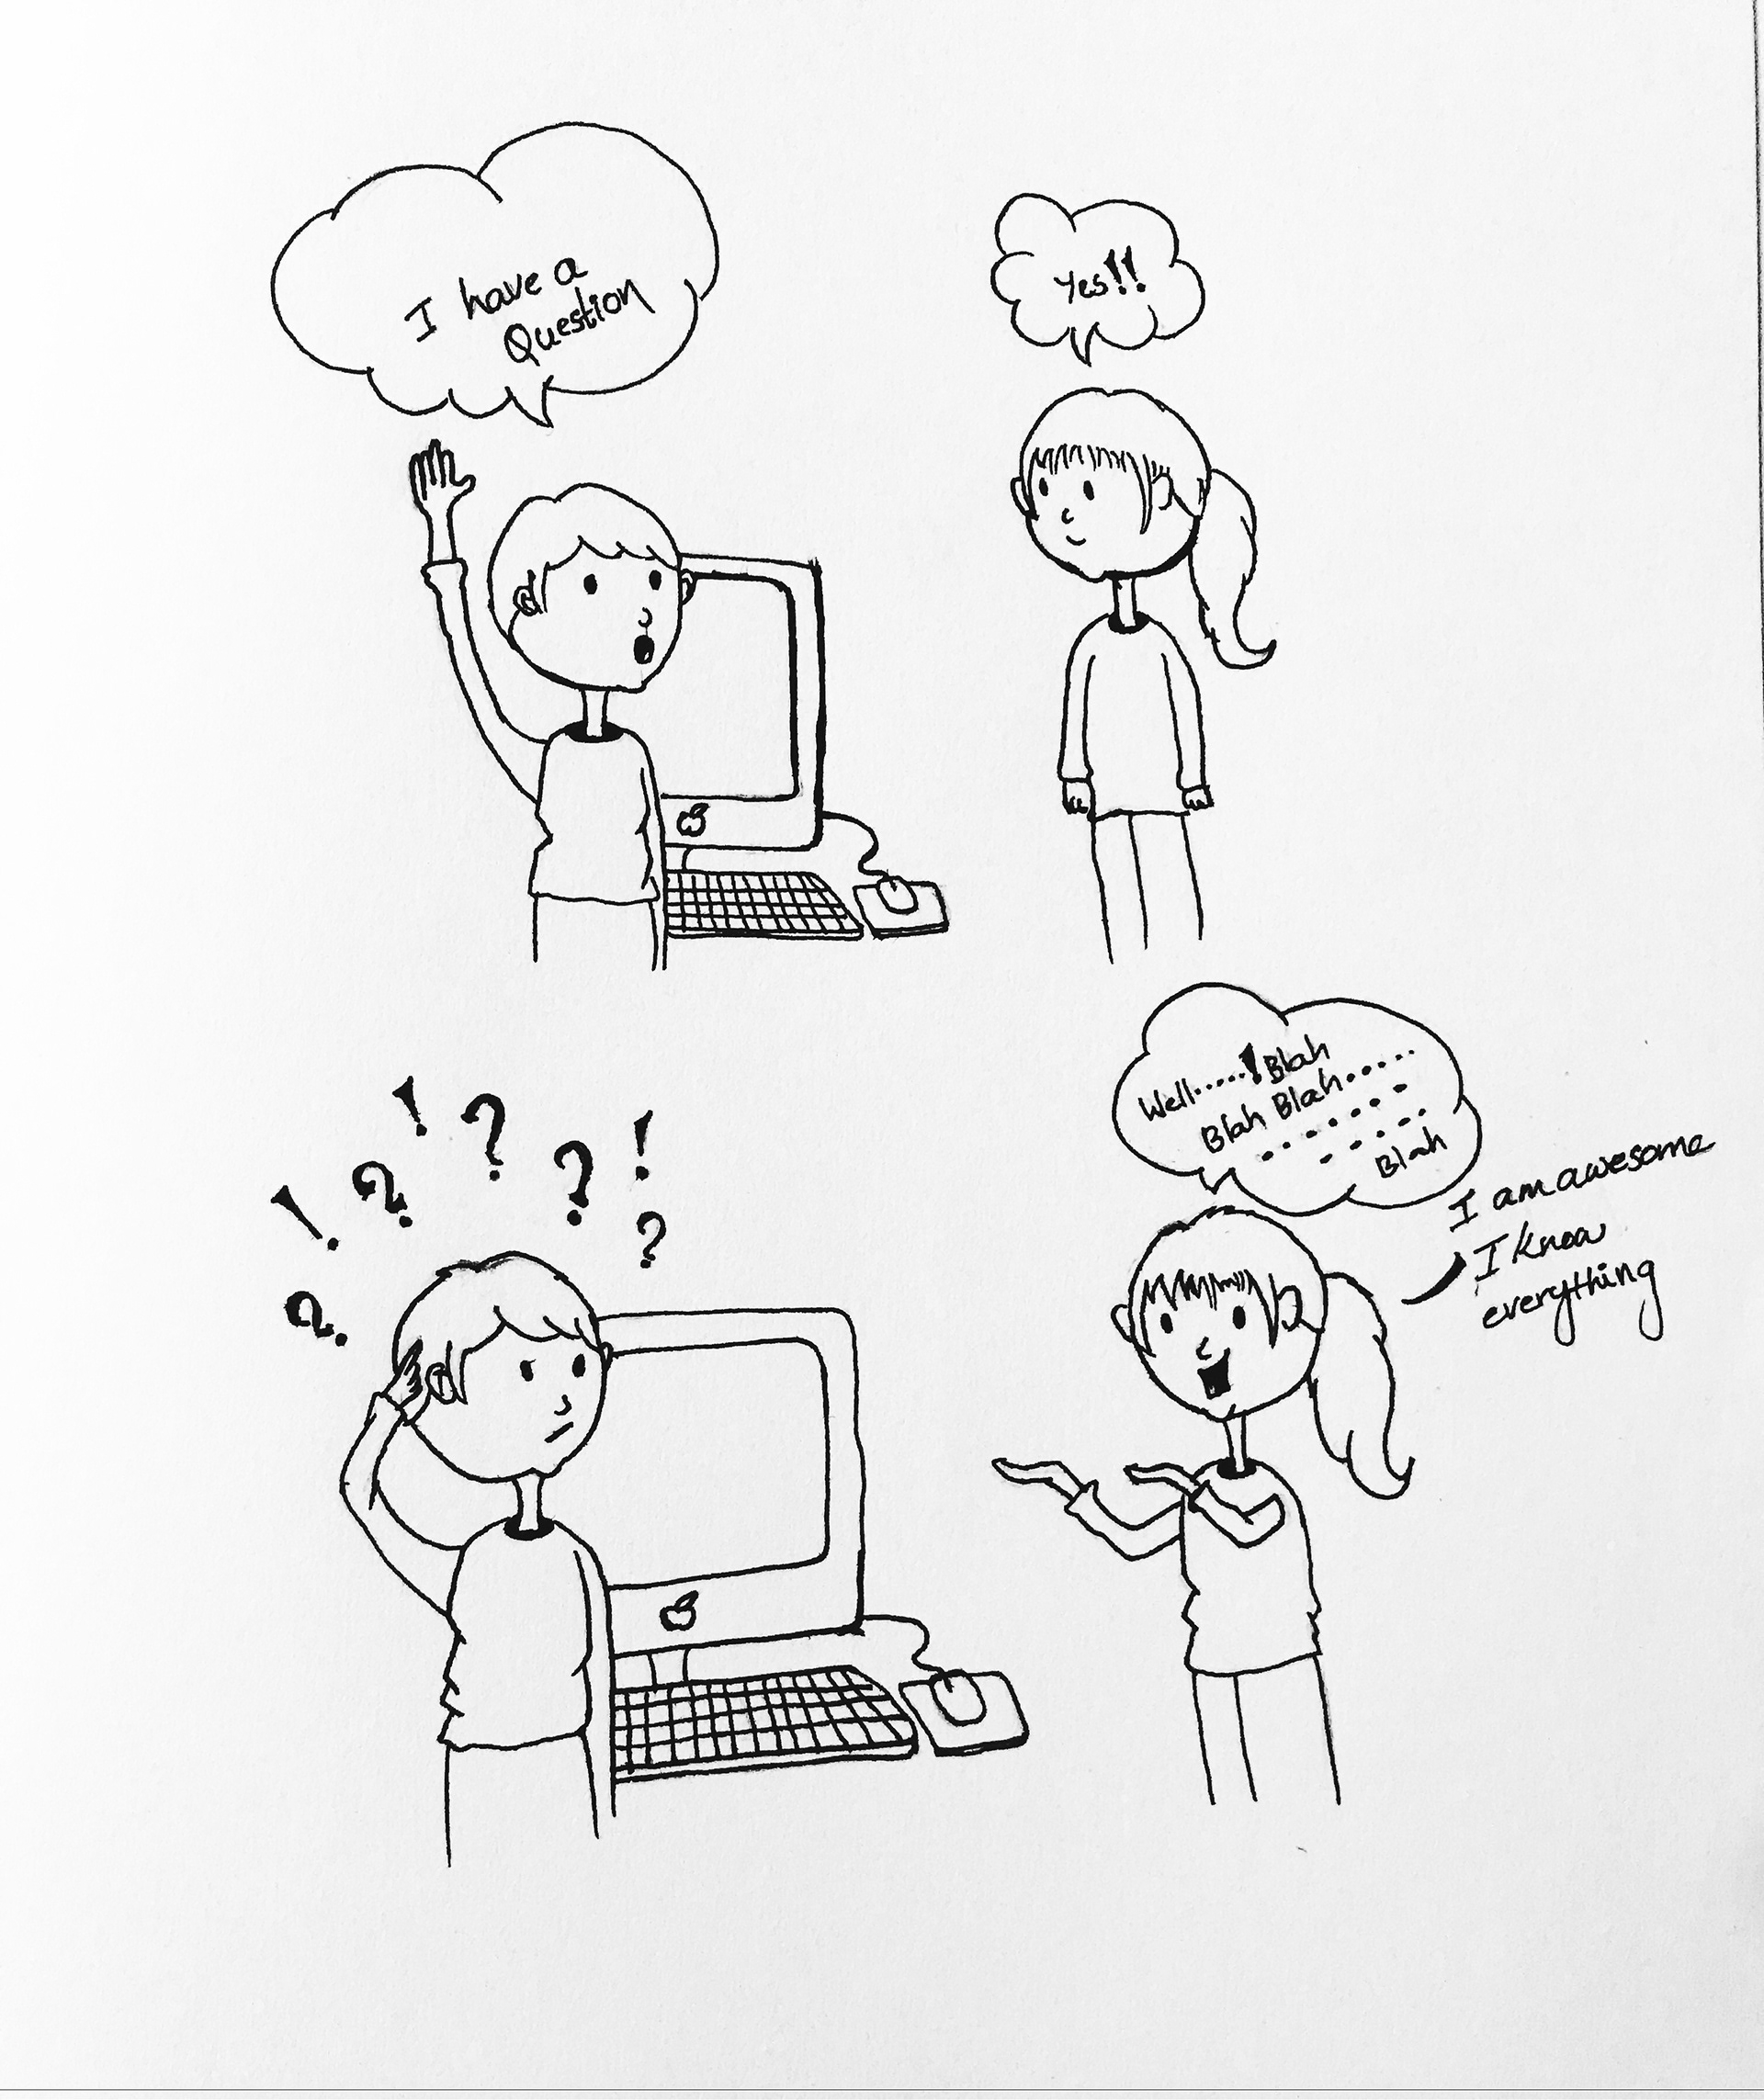 I have a
Question
Yes!!
! ? ! ? ? ! ? ?
Well......! Blah
Blah Blah......
.......
...... Blah
I am awesome
I know
everything